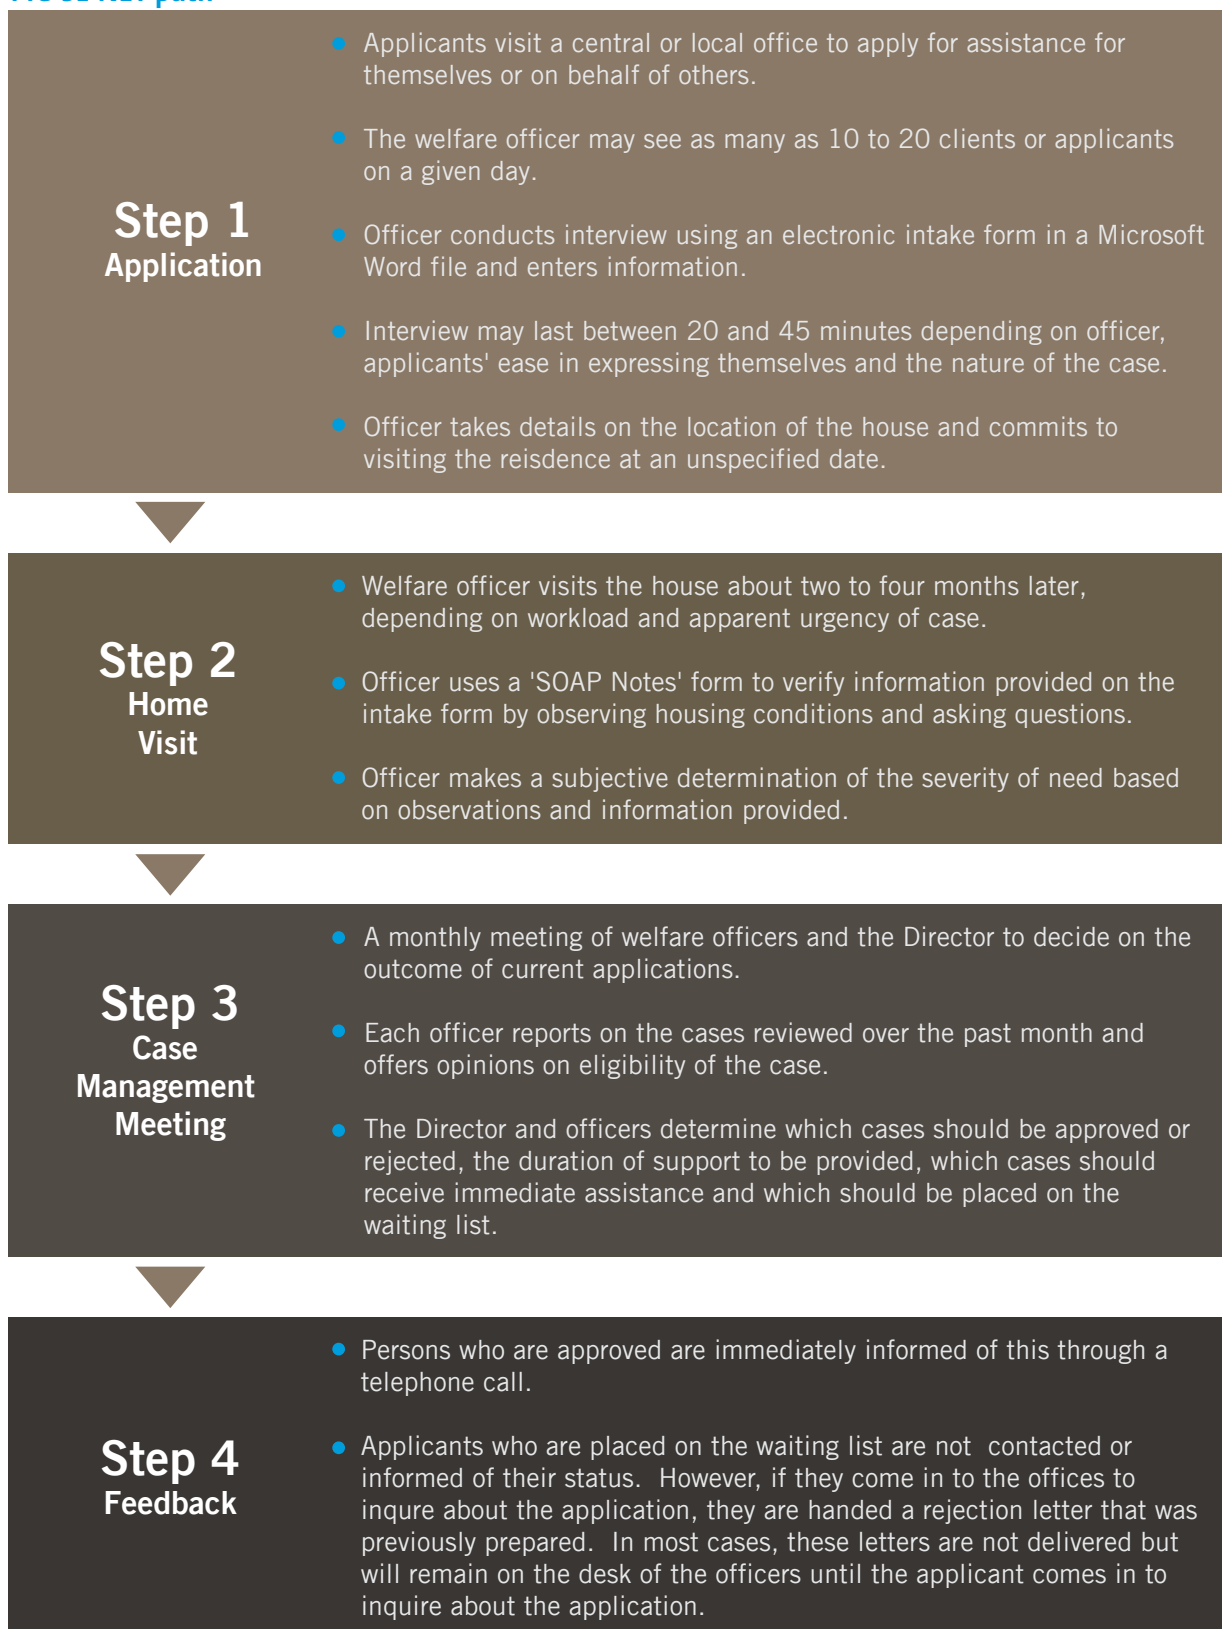 Applicants visit a central or local office to apply for assistance for
themselves or on behalf of others.
The welfare officer may see as many as 10 to 20 clients or applicants
on a given day.
Step 1
Application
Officer conducts interview using an electronic intake form in a Microsoft
Word file and enters information.
Interview may last between 20 and 45 minutes depending on officer,
applicants' ease in expressing themselves and the nature of the case.
Officer takes details on the location of the house and commits to
visiting the reisdence at an unspecified date.
Step 2
Home
Visit
Welfare officer visits the house about two to four months later,
depending on workload and apparent urgency of case.
Officer uses a 'SOAP Notes' form to verify information provided on the
intake form by observing housing conditions and asking questions.
Officer makes a subjective determination of the severity of need based
on observations and information provided.
Step 3
Case
Management
Meeting
A monthly meeting of welfare officers and the Director to decide on the
outcome of current applications.
Each officer reports on the cases reviewed over the past month and
offers opinions on eligibility of the case.
The Director and officers determine which cases should be approved or
rejected, the duration of support to be provided, which cases should
receive immediate assistance and which should be placed on the
waiting list.
Step 4
Feedback
Persons who are approved are immediately informed of this through a
telephone call.
Applicants who are placed on the waiting list are not  contacted or
informed of their status.  However, if they come in to the offices to
inqure about the application, they are handed a rejection letter that was
previously prepared.  In most cases, these letters are not delivered but
will remain on the desk of the officers until the applicant comes in to
inquire about the application.